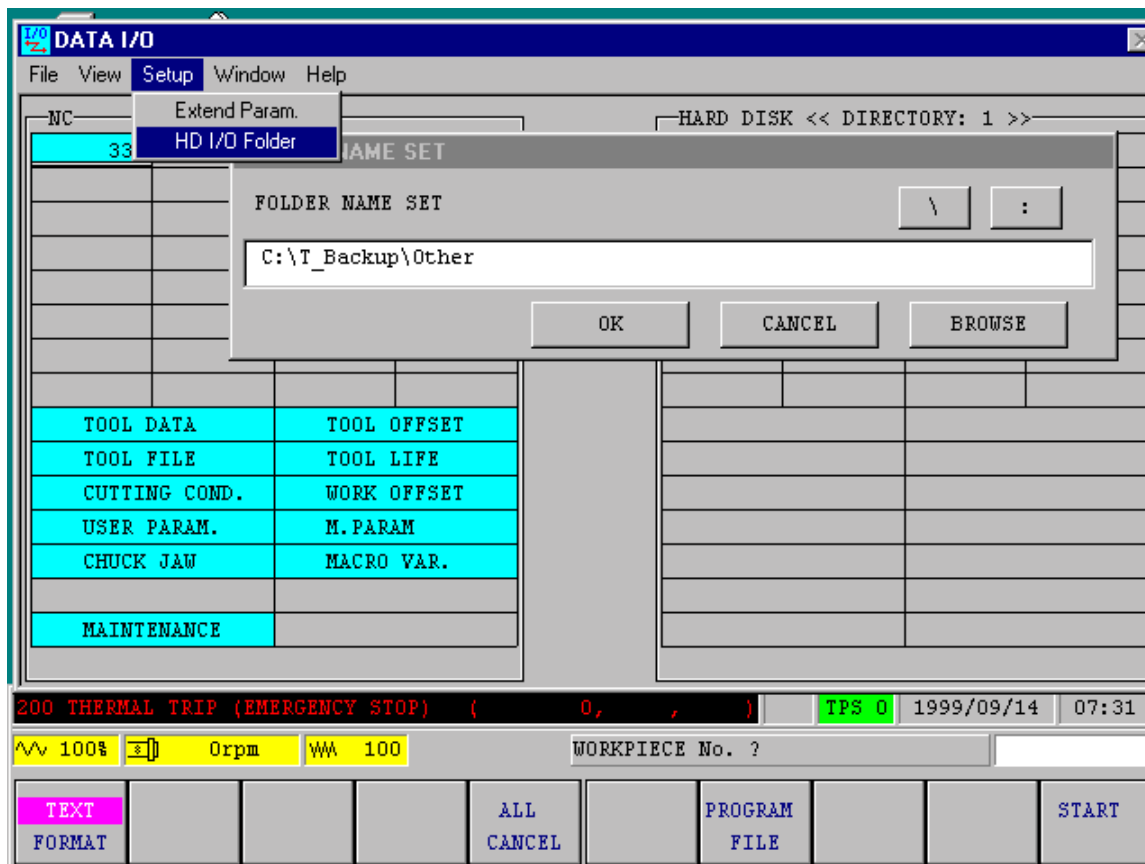 I/O DATA I/O
File View Setup Window Help
Extend Param.
HD I/O Folder
NC
HARD DISK << DIRECTORY: 1 >>
33
NAME SET
FOLDER NAME SET
\ :
C:\T_Backup\Other
OK CANCEL BROWSE
TOOL DATA TOOL OFFSET
TOOL FILE TOOL LIFE
CUTTING COND. WORK OFFSET
USER PARAM. M.PARAM
CHUCK JAW MACRO VAR.
MAINTENANCE
200 THERMAL TRIP (EMERGENCY STOP) ( 0, , ) TPS 0 1999/09/14 07:31
100% 0rpm 100 WORKPIECE No. ?
TEXT FORMAT
ALL CANCEL
PROGRAM FILE
START